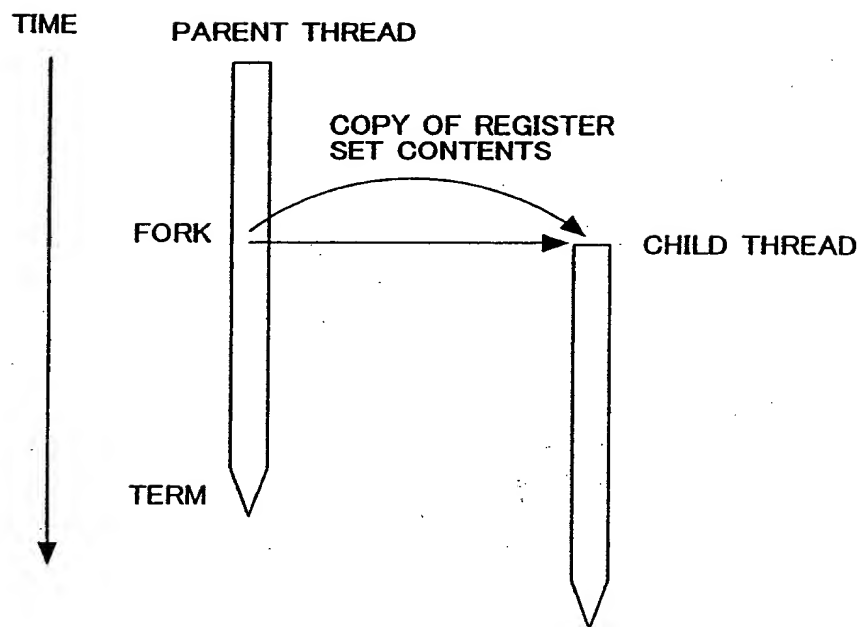 TIME
PARENT THREAD
COPY OF REGISTER
SET CONTENTS
FORK
CHILD THREAD
TERM